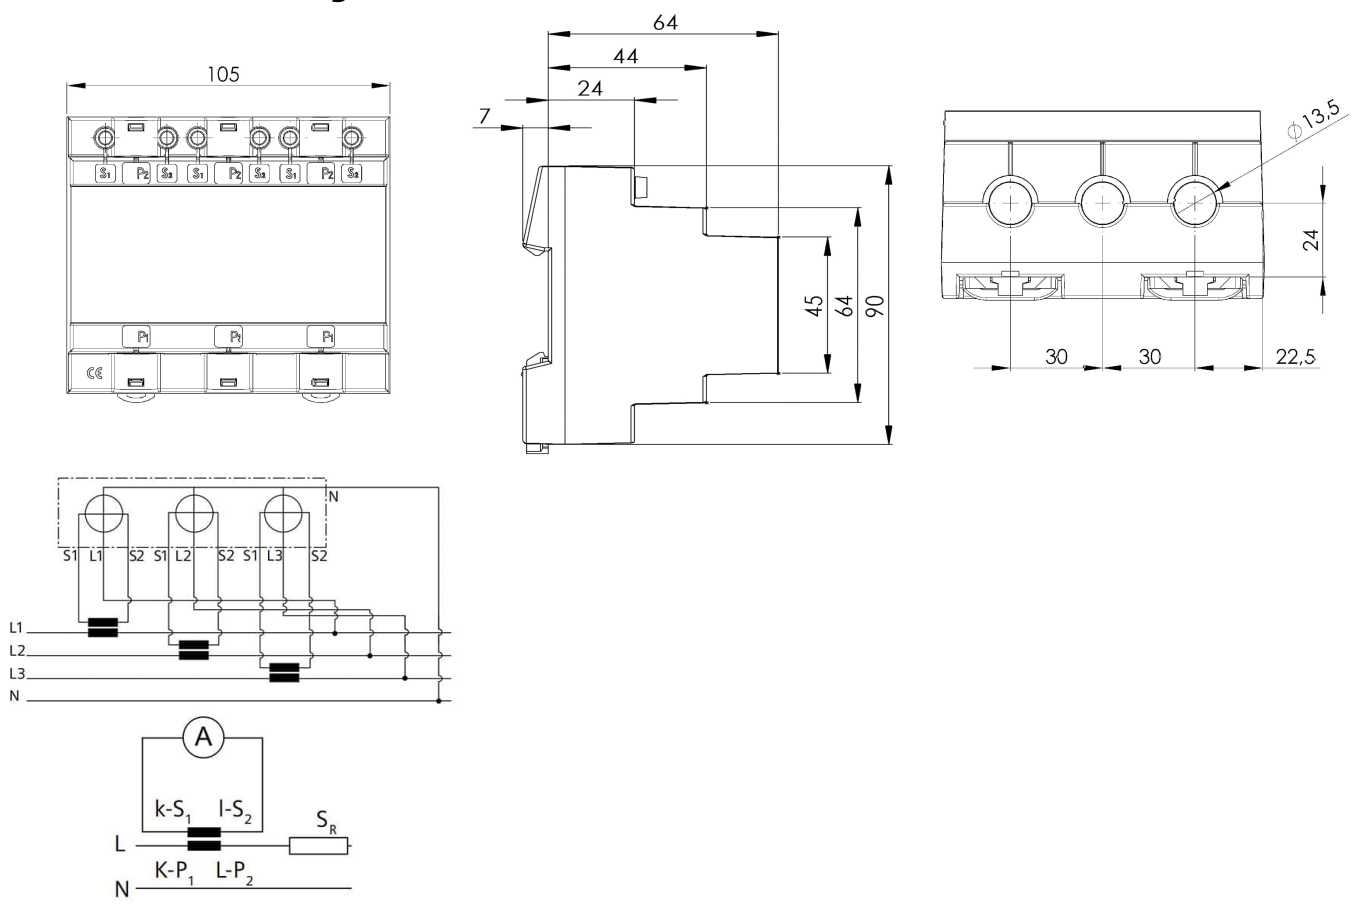 105
S1 P2 S2 S1 P2 S2 S1 P2 S2
P1 P2 P1
CE
64
44
24
7
45
64
90
Ø13,5
24
30 30 22,5
N
S1 L1 S2 S1 L2 S2 S1 L3 S2
L1
L2
L3
N
A
k-S1 l-S2
SR
L
K-P1 L-P2
N